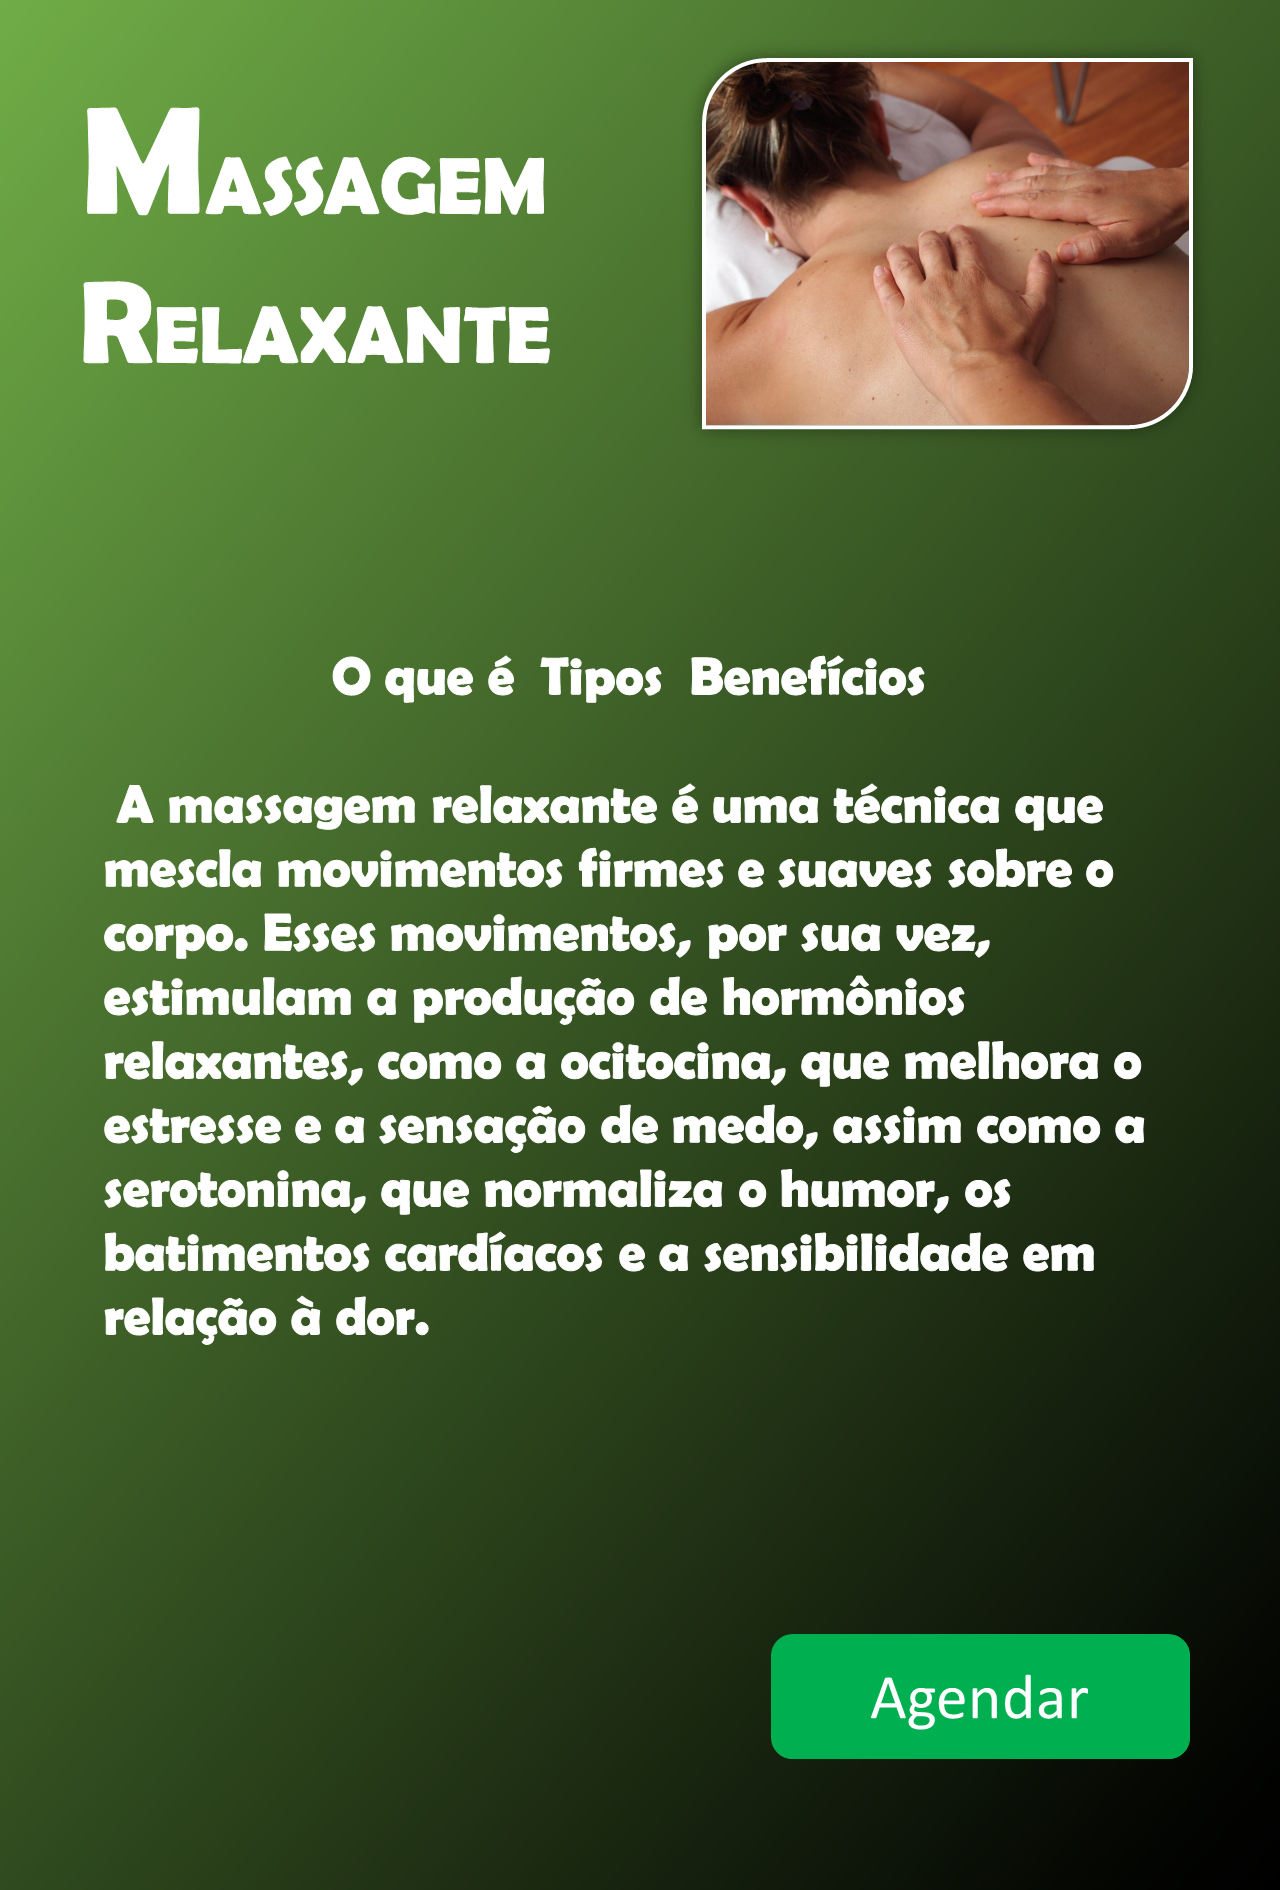 MASSAGEM
RELAXANTE
O que é Tipos Benefícios
A massagem relaxante é uma técnica que
mescla movimentos firmes e suaves sobre o
corpo. Esses movimentos, por sua vez,
estimulam a produção de hormônios
relaxantes, como a ocitocina, que melhora o
estresse e a sensação de medo, assim como a
serotonina, que normaliza o humor, os
batimentos cardíacos e a sensibilidade em
relação à dor.
Agendar